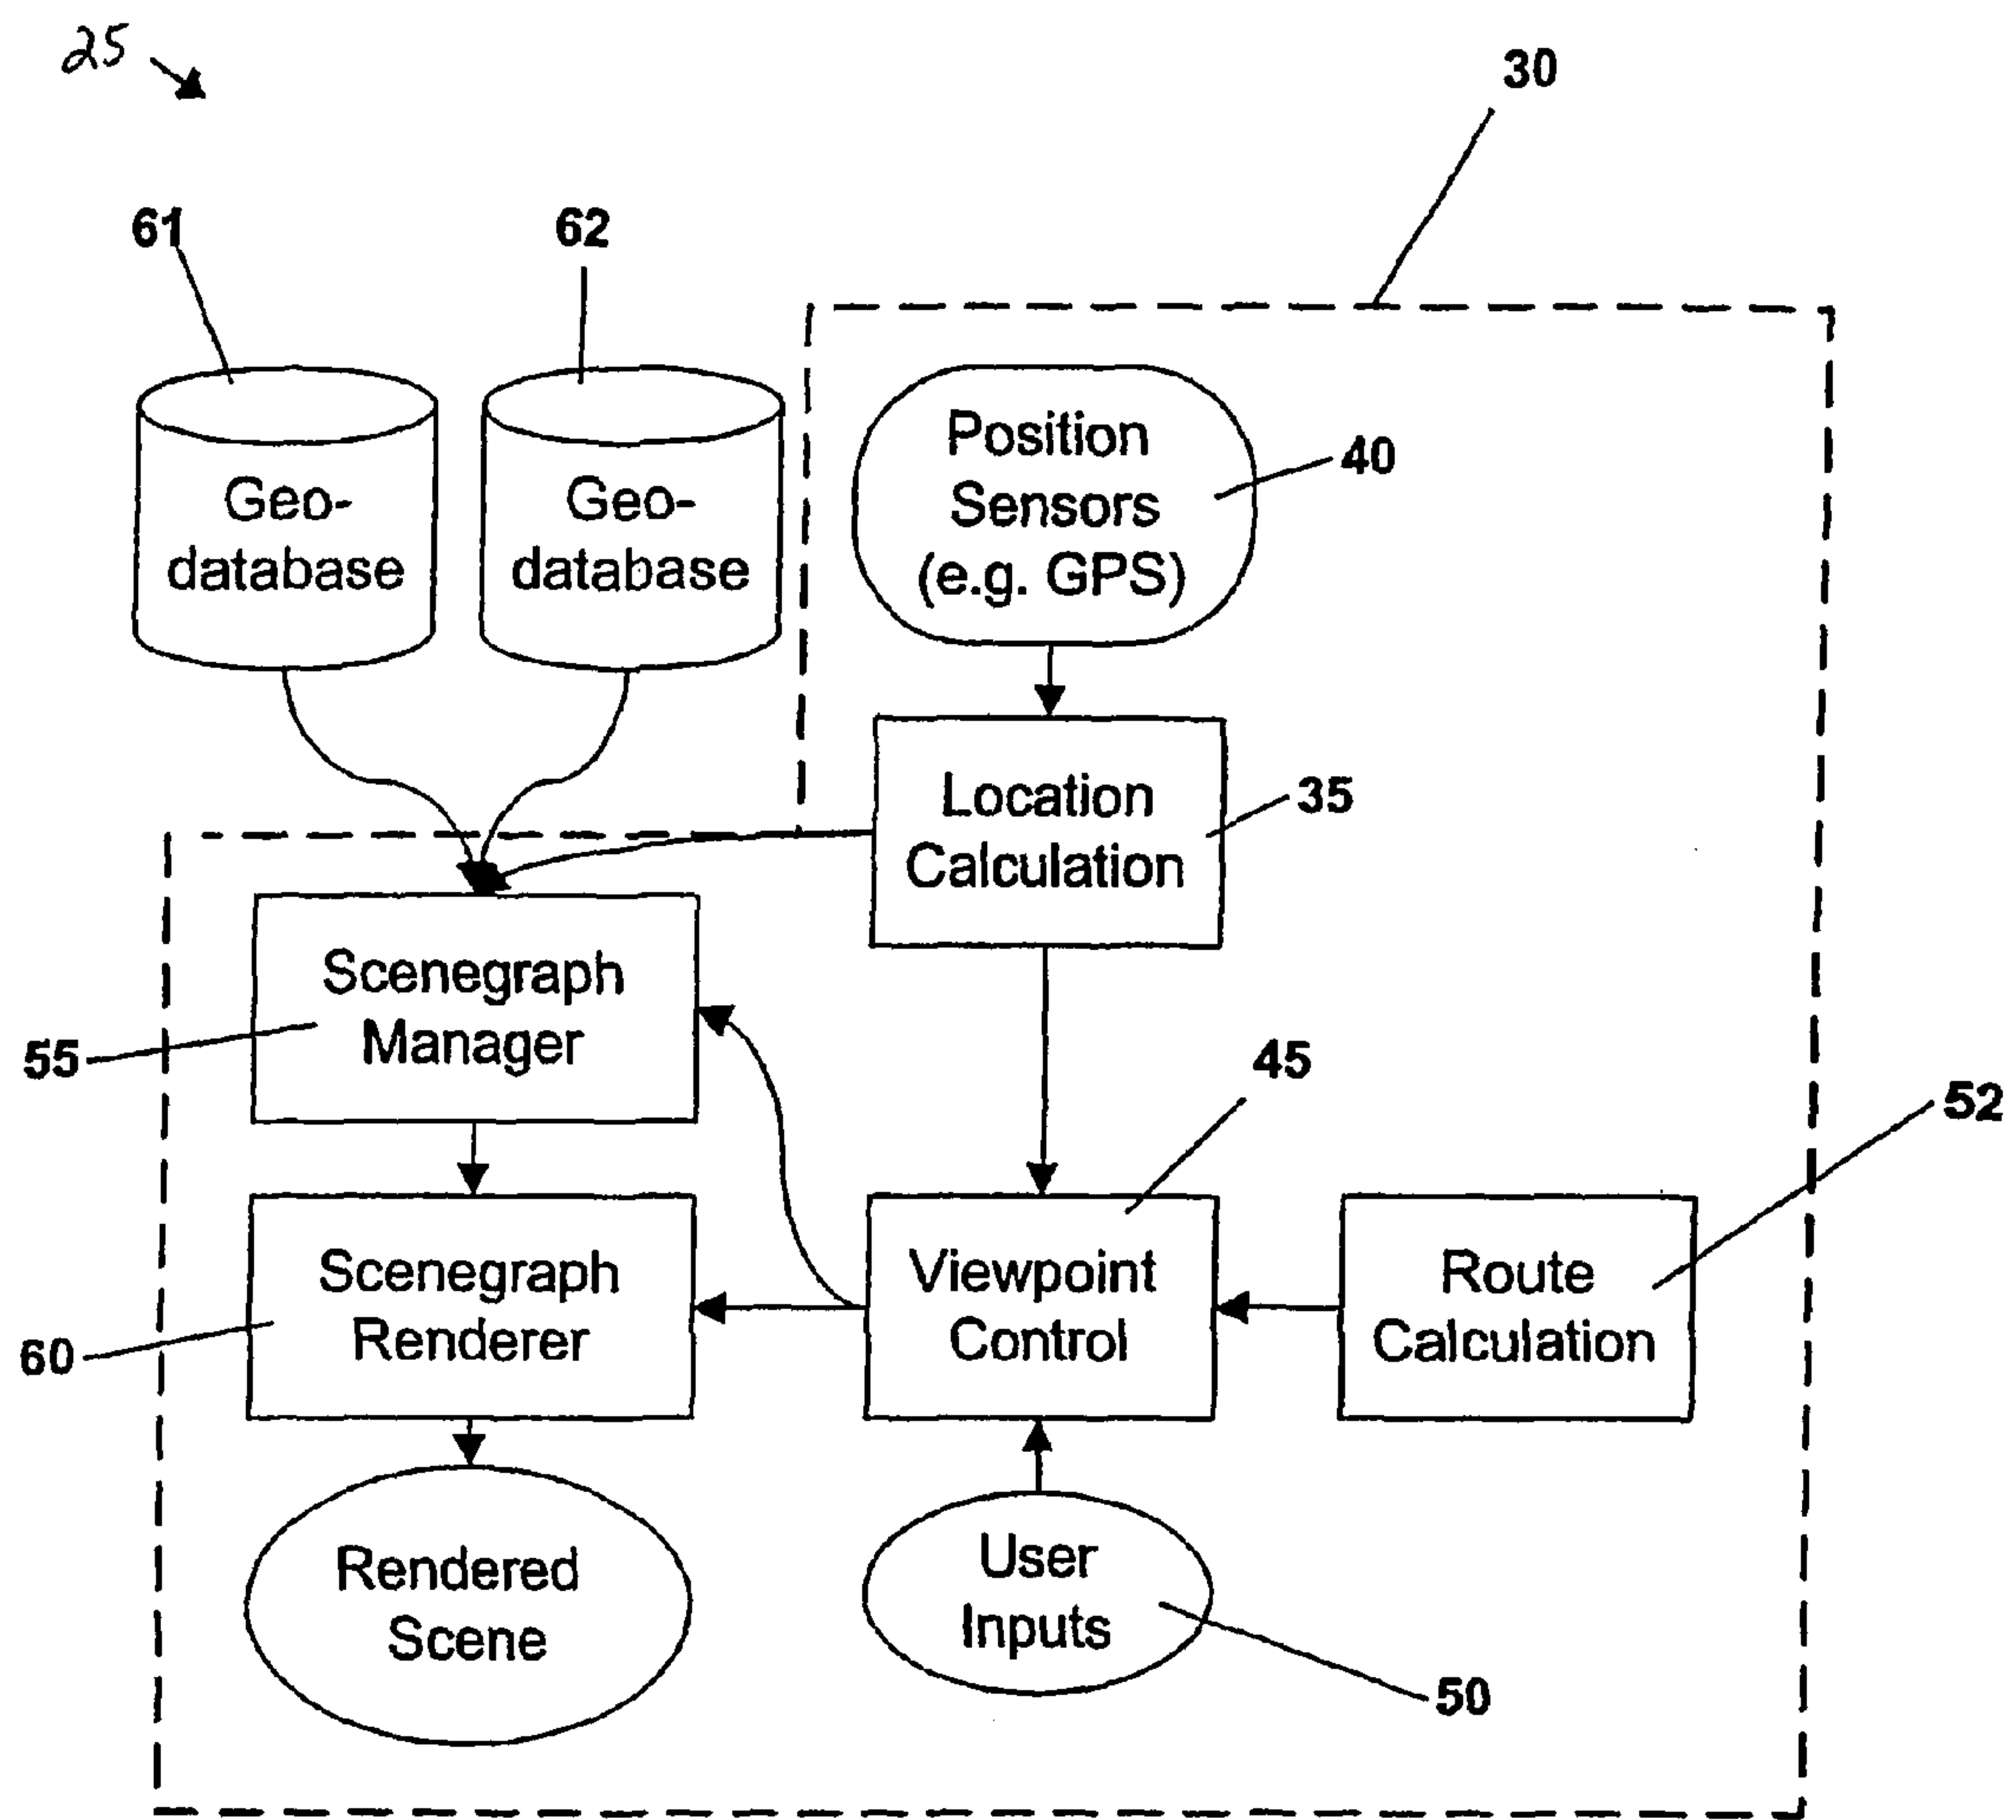 25
30
61
62
Geo-
database
Geo-
database
Position
Sensors
(e.g. GPS)
40
Location
Calculation
35
Scenegraph
Manager
55
45
52
Scenegraph
Renderer
60
Viewpoint
Control
Route
Calculation
Rendered
Scene
User
Inputs
50